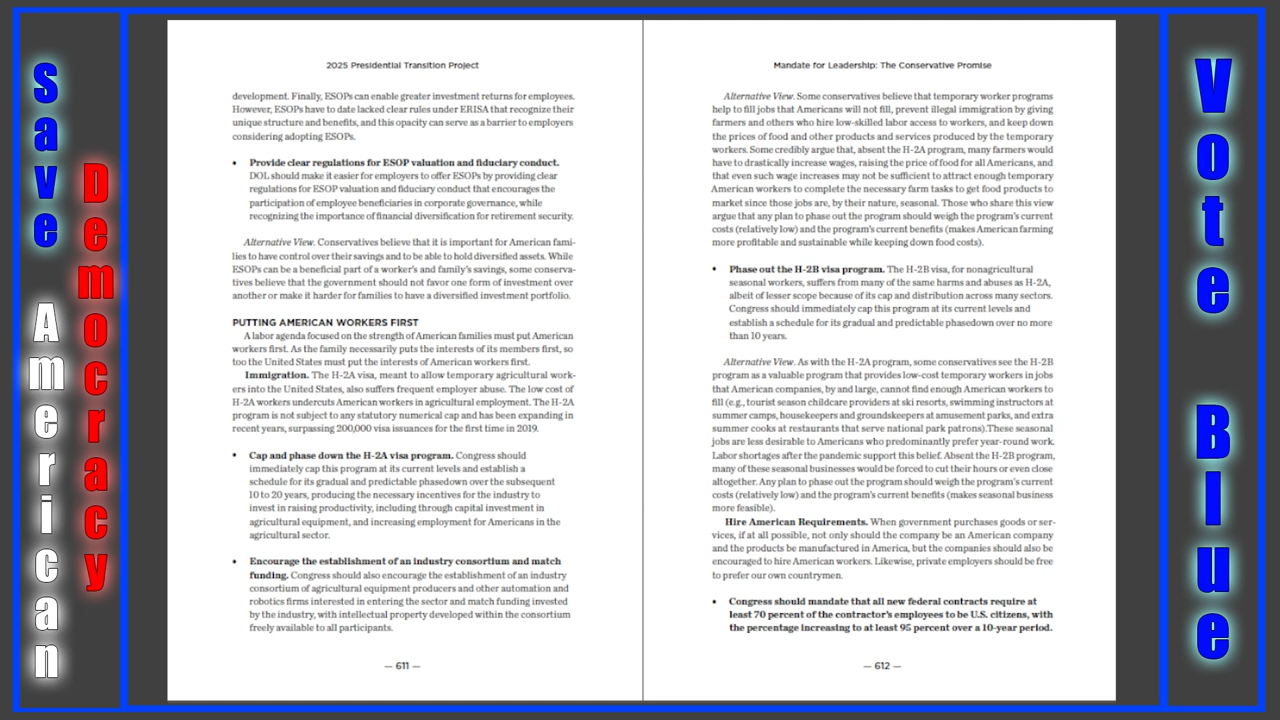 Save
American
Democracy
2025 Presidential Transition Project
development. Finally, ESOPs can enable greater investment returns for employees.
However, ESOPs have to date lacked clear rules under ERISA that recognize their
unique structure and benefits, and this opacity can serve as a barrier to employers
considering adopting ESOPs.
• Provide clear regulations for ESOP valuation and fiduciary conduct.
DOL should make it easier for employers to offer ESOPs by providing clear
regulations for ESOP valuation and fiduciary conduct that encourages the
participation of employee beneficiaries in corporate governance, while
recognizing the importance of financial diversification for retirement security.
Alternative View. Conservatives believe that it is important for American fami-
lies to have control over their savings and to be able to hold diversified assets. While
ESOPs can be a beneficial part of a worker's and family's savings, some conserva-
tives believe that the government should not favor one form of investment over
another or make it harder for families to have a diversified investment portfolio.
PUTTING AMERICAN WORKERS FIRST
A labor agenda focused on the strength of American families must put American
workers first. As the family necessarily puts the interests of its members first, so
too the United States must put the interests of American workers first.
Immigration. The H-2A visa, meant to allow temporary agricultural work-
ers into the United States, also suffers frequent employer abuse. The low cost of
H-2A workers undercuts American workers in agricultural employment. The H-2A
program is not subject to any statutory numerical cap and has been expanding in
recent years, surpassing 200,000 visa issuances for the first time in 2019.
• Cap and phase down the H-2A visa program. Congress should
immediately cap this program at its current levels and establish a
schedule for its gradual and predictable phasedown over the subsequent
10 to 20 years, producing the necessary incentives for the industry to
invest in raising productivity, including through capital investment in
agricultural equipment, and increasing employment for Americans in the
agricultural sector.
• Encourage the establishment of an industry consortium and match
funding. Congress should also encourage the establishment of an industry
consortium of agricultural equipment producers and other automation and
robotics firms interested in entering the sector and match funding invested
by the industry, with intellectual property developed within the consortium
freely available to all participants.
— 611 —
Mandate for Leadership: The Conservative Promise
Alternative View. Some conservatives believe that temporary worker programs
help to fill jobs that Americans will not fill, prevent illegal immigration by giving
farmers and others who hire low-skilled labor access to workers, and keep down
the prices of food and other products and services produced by the temporary
workers. Some credibly argue that, absent the H-2A program, many farmers would
have to drastically increase wages, raising the price of food for all Americans, and
that even such wage increases may not be sufficient to attract enough temporary
American workers to complete the necessary farm tasks to get food products to
market since those jobs are, by their nature, seasonal. Those who share this view
argue that any plan to phase out the program should weigh the program's current
costs (relatively low) and the program's current benefits (makes American farming
more profitable and sustainable while keeping down food costs).
• Phase out the H-2B visa program. The H-2B visa, for nonagricultural
seasonal workers, suffers from many of the same harms and abuses as H-2A,
albeit of lesser scope because of its cap and distribution across many sectors.
Congress should immediately cap this program at its current levels and
establish a schedule for its gradual and predictable phasedown over no more
than 10 years.
Alternative View. As with the H-2A program, some conservatives see the H-2B
program as a valuable program that provides low-cost temporary workers in jobs
that American companies, by and large, cannot find enough American workers to
fill (e.g., tourist season childcare providers at ski resorts, swimming instructors at
summer camps, housekeepers and groundskeepers at amusement parks, and extra
summer cooks at restaurants that serve national park patrons).These seasonal
jobs are less desirable to Americans who predominantly prefer year-round work.
Labor shortages after the pandemic support this belief. Absent the H-2B program,
many of these seasonal businesses would be forced to cut their hours or even close
altogether. Any plan to phase out the program should weigh the program's current
costs (relatively low) and the program's current benefits (makes seasonal business
more feasible).
Hire American Requirements. When government purchases goods or ser-
vices, if at all possible, not only should the company be an American company
and the products be manufactured in America, but the companies should also be
encouraged to hire American workers. Likewise, private employers should be free
to prefer our own countrymen.
• Congress should mandate that all new federal contracts require at
least 70 percent of the contractor's employees to be U.S. citizens, with
the percentage increasing to at least 95 percent over a 10-year period.
— 612 —
Vote
Blue